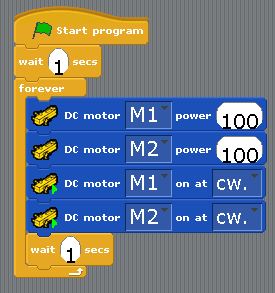 Start program
wait 1 secs
forever
DC motor M1 power 100
DC motor M2 power 100
DC motor M1 on at cw.
DC motor M2 on at cw.
wait 1 secs